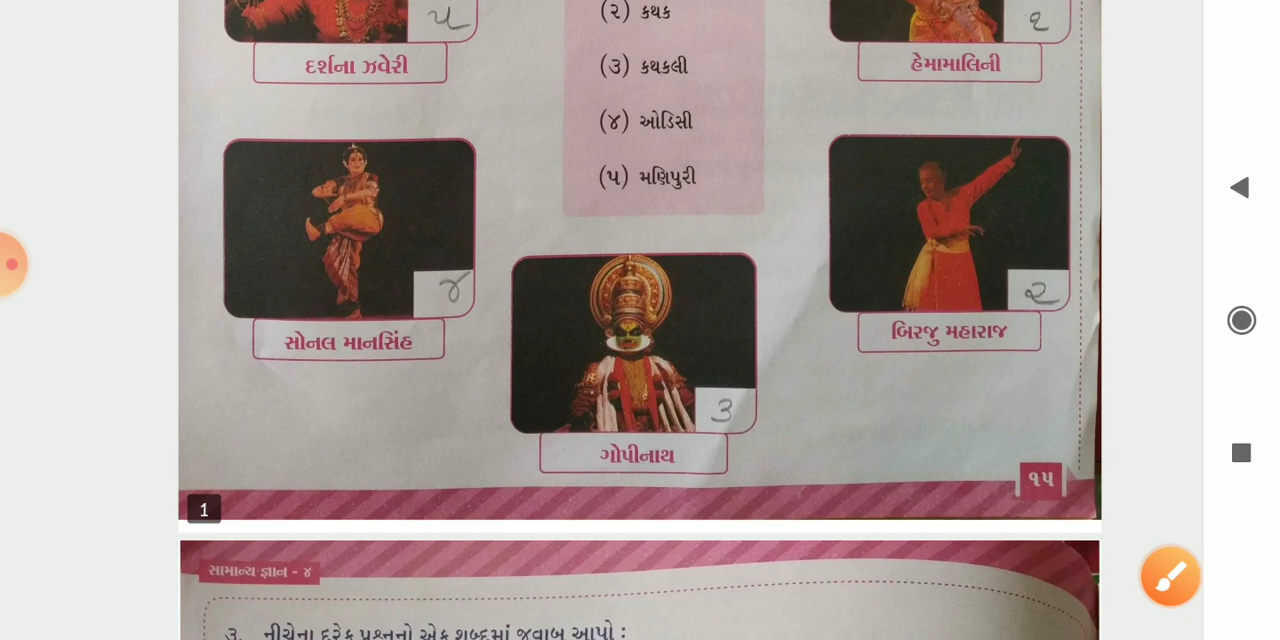 (૨) કથક
૫
૧
દર્શના ઝવેરી
(૩) કથકલી
હેમામાલિની
(૪) ઓડિસી
(૫) મણિપુરી
૪
૨
સોનલ માનસિંહ
બિરજુ મહારાજ
૩
ગોપીનાથ
૧૫
1
સામાન્ય જ્ઞાન - ૪
૩. નીચેના દરેક પ્રશ્નનો એક શબ્દમાં જવાબ આપો :